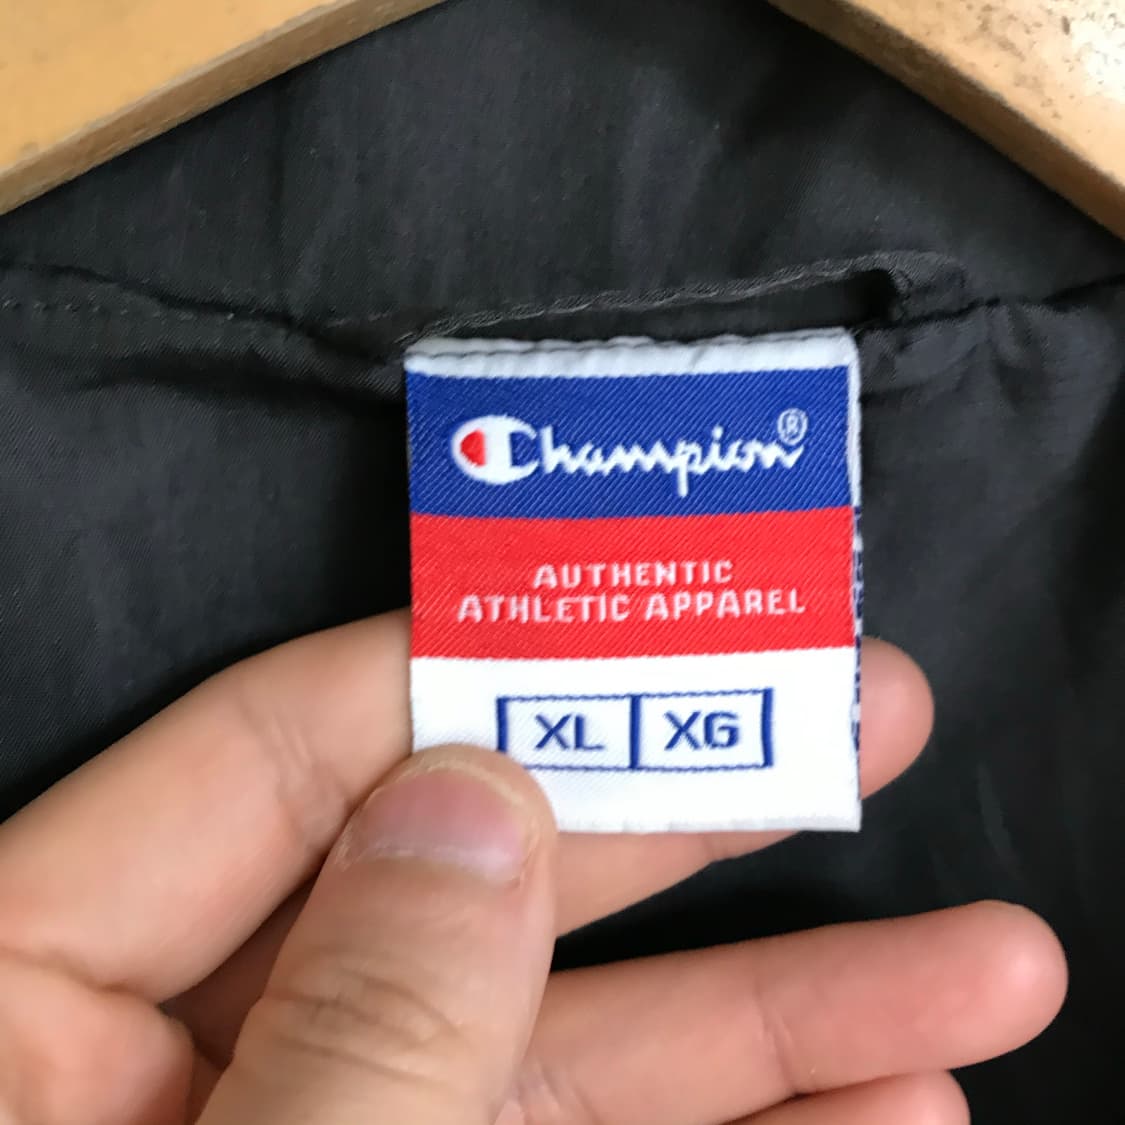 Champion®
AUTHENTIC
ATHLETIC APPAREL
XL XG